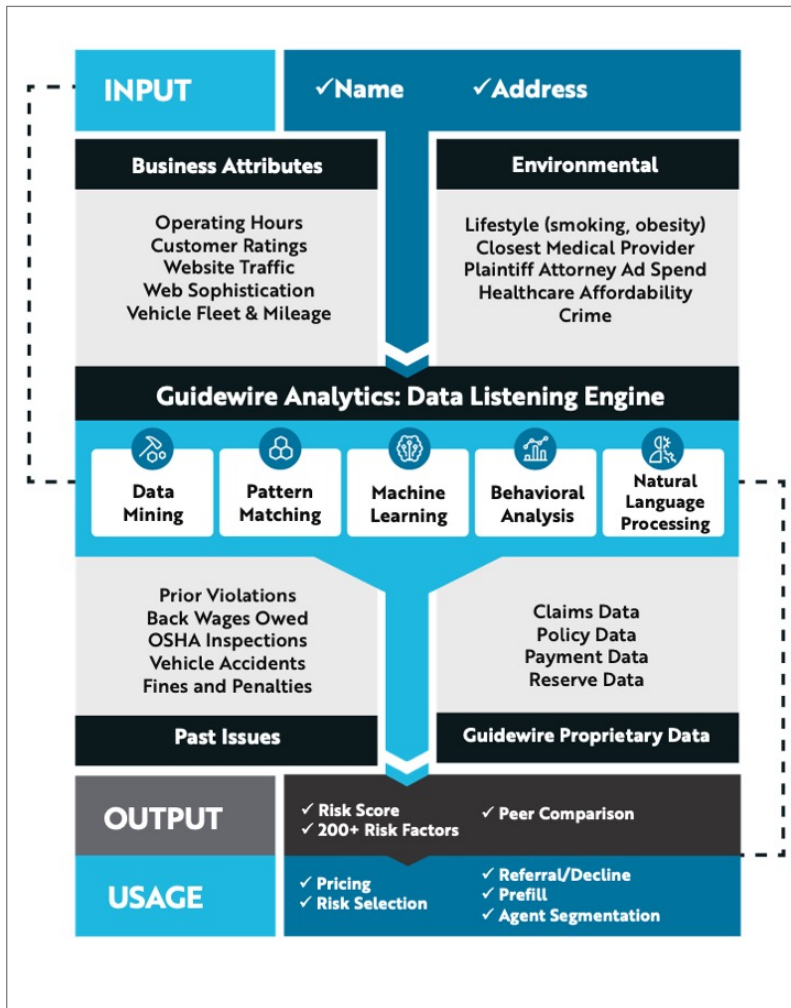 INPUT
✓Name ✓Address
Business Attributes
Operating Hours
Customer Ratings
Website Traffic
Web Sophistication
Vehicle Fleet & Mileage
Environmental
Lifestyle (smoking, obesity)
Closest Medical Provider
Plaintiff Attorney Ad Spend
Healthcare Affordability
Crime
Guidewire Analytics: Data Listening Engine
Data
Mining
Pattern
Matching
Machine
Learning
Behavioral
Analysis
Natural
Language
Processing
Prior Violations
Back Wages Owed
OSHA Inspections
Vehicle Accidents
Fines and Penalties
Past Issues
Claims Data
Policy Data
Payment Data
Reserve Data
Guidewire Proprietary Data
OUTPUT
✓ Risk Score
✓ 200+ Risk Factors
✓ Peer Comparison
USAGE
✓ Pricing
✓ Risk Selection
✓ Referral/Decline
✓ Prefill
✓ Agent Segmentation